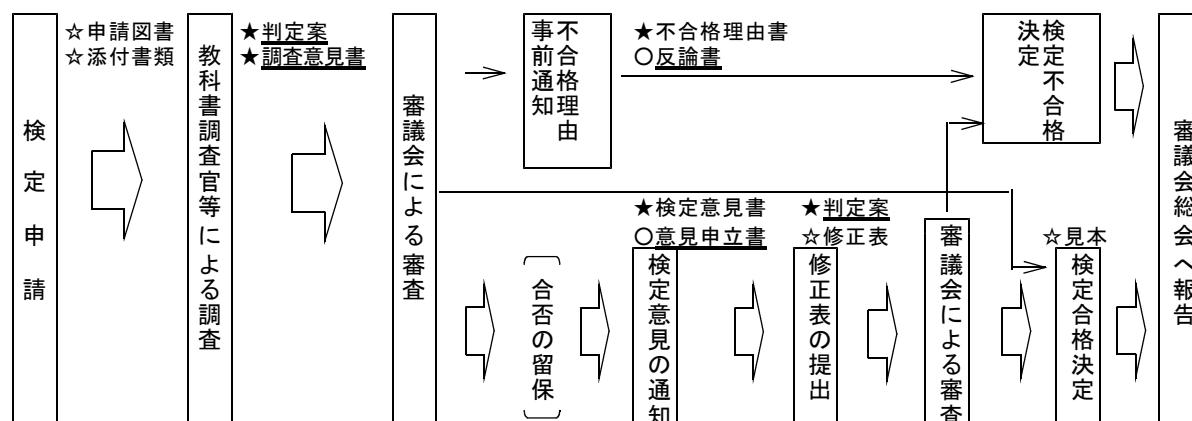 検定申請
☆申請図書
☆添付書類
教科書調査官等による調査
★判定案
★調査意見書
審議会による審査
不合格理由
事前通知
★不合格理由書
○反論書
検定不合格
決定
合否の留保
★検定意見書
○意見申立書
検定意見の通知
★判定案
☆修正表
修正表の提出
審議会による審査
☆見本
検定合格決定
審議会総会へ報告